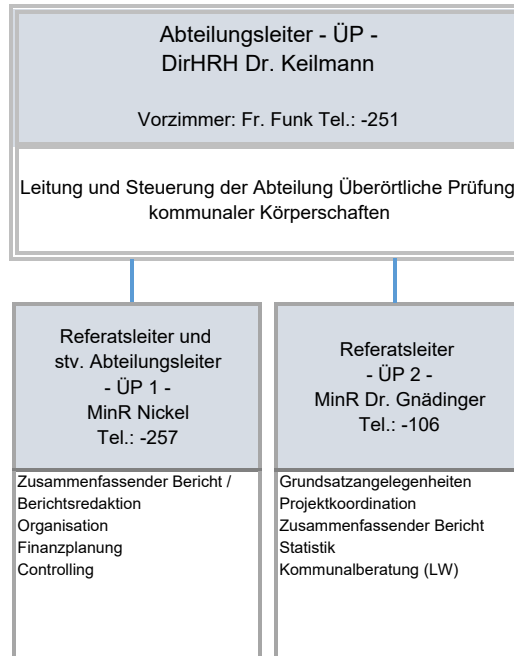 Abteilungsleiter - ÜP -
DirHRH Dr. Keilmann
Vorzimmer: Fr. Funk Tel.: -251
Leitung und Steuerung der Abteilung Überörtliche Prüfung
kommunaler Körperschaften
Referatsleiter und
stv. Abteilungsleiter
- ÜP 1 -
MinR Nickel
Tel.: -257
Zusammenfassender Bericht /
Berichtsredaktion
Organisation
Finanzplanung
Controlling
Referatsleiter
- ÜP 2 -
MinR Dr. Gnädinger
Tel.: -106
Grundsatzangelegenheiten
Projektkoordination
Zusammenfassender Bericht
Statistik
Kommunalberatung (LW)